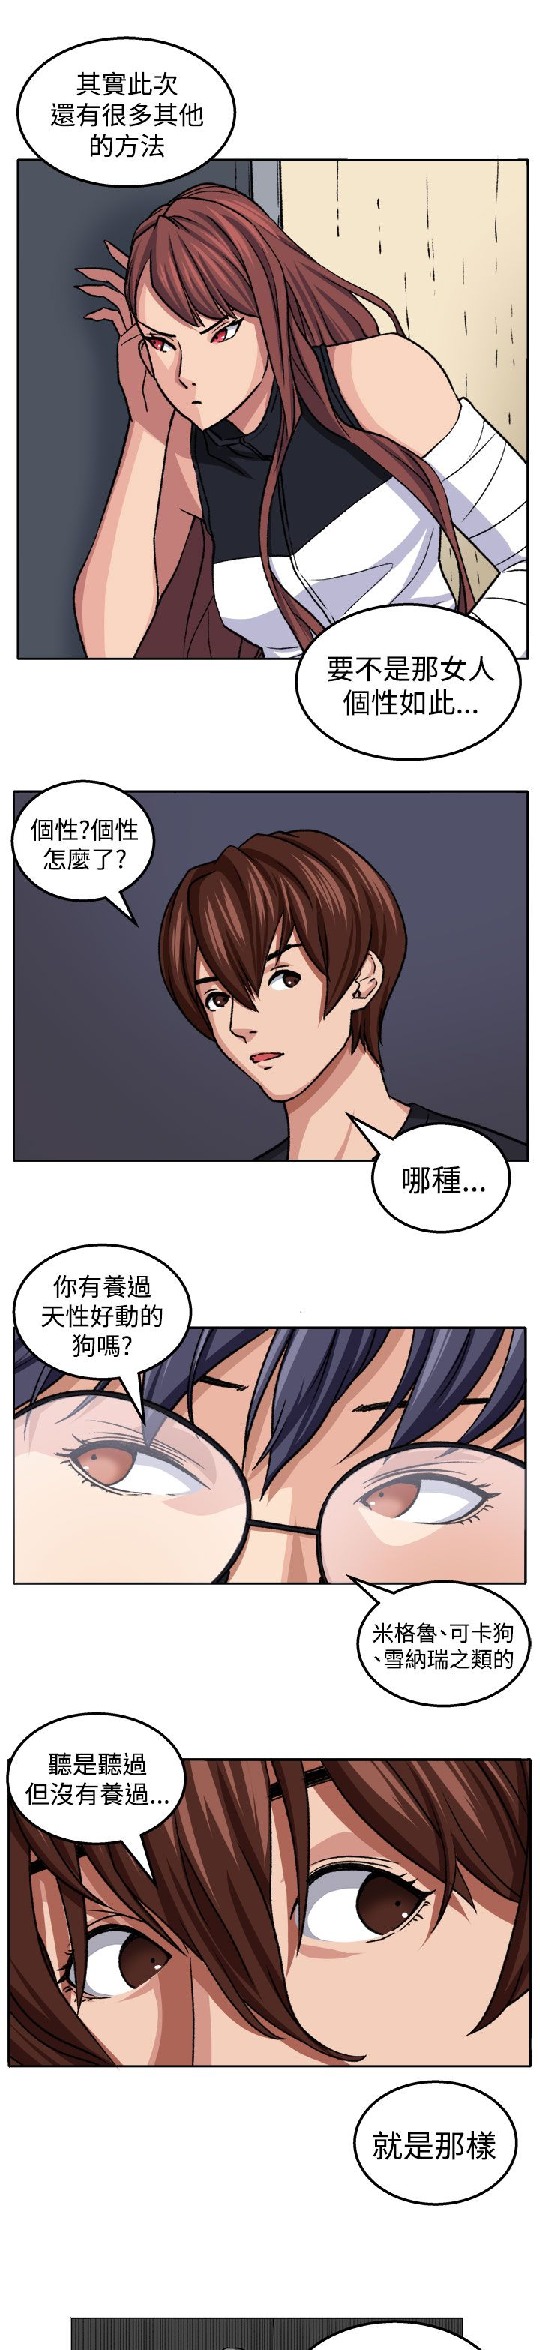 其實此次
還有很多其他
的方法
要不是那女人
個性如此...
個性?個性
怎麼了?
哪種...
你有養過
天性好動的
狗嗎?
米格魯、可卡狗
、雪納瑞之類的
聽是聽過
但沒有養過...
就是那樣